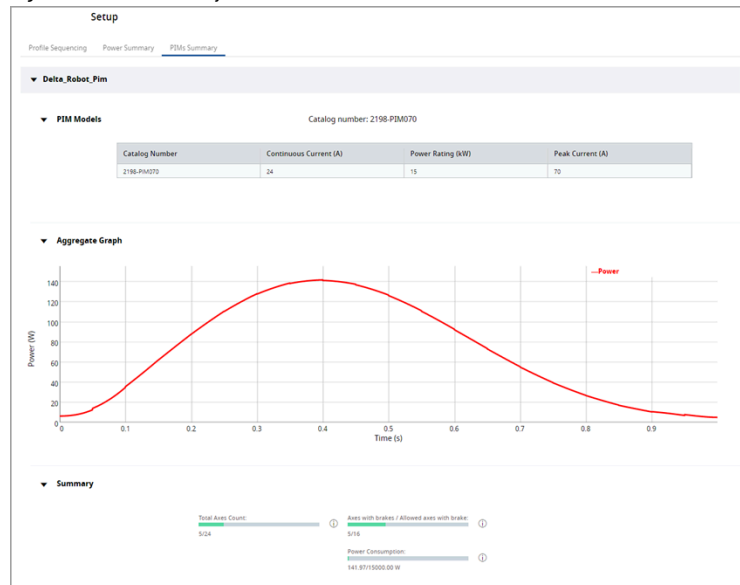 Setup
Profile Sequencing Power Summary PIMs Summary
Delta_Robot_Pim
PIM Models Catalog number: 2198-PIM070
Catalog Number Continuous Current (A) Power Rating (kW) Peak Current (A)
2198-PIM070 24 15 70
Aggregate Graph
Power
140
120
100
80
60
40
20
0
Power (W)
0 0.1 0.2 0.3 0.4 0.5 0.6 0.7 0.8 0.9
Time (s)
Summary
Total Axes Count: Axes with brakes / Allowed axes with brake:
5/24 5/16
Power Consumption:
141.97/15000.00 W